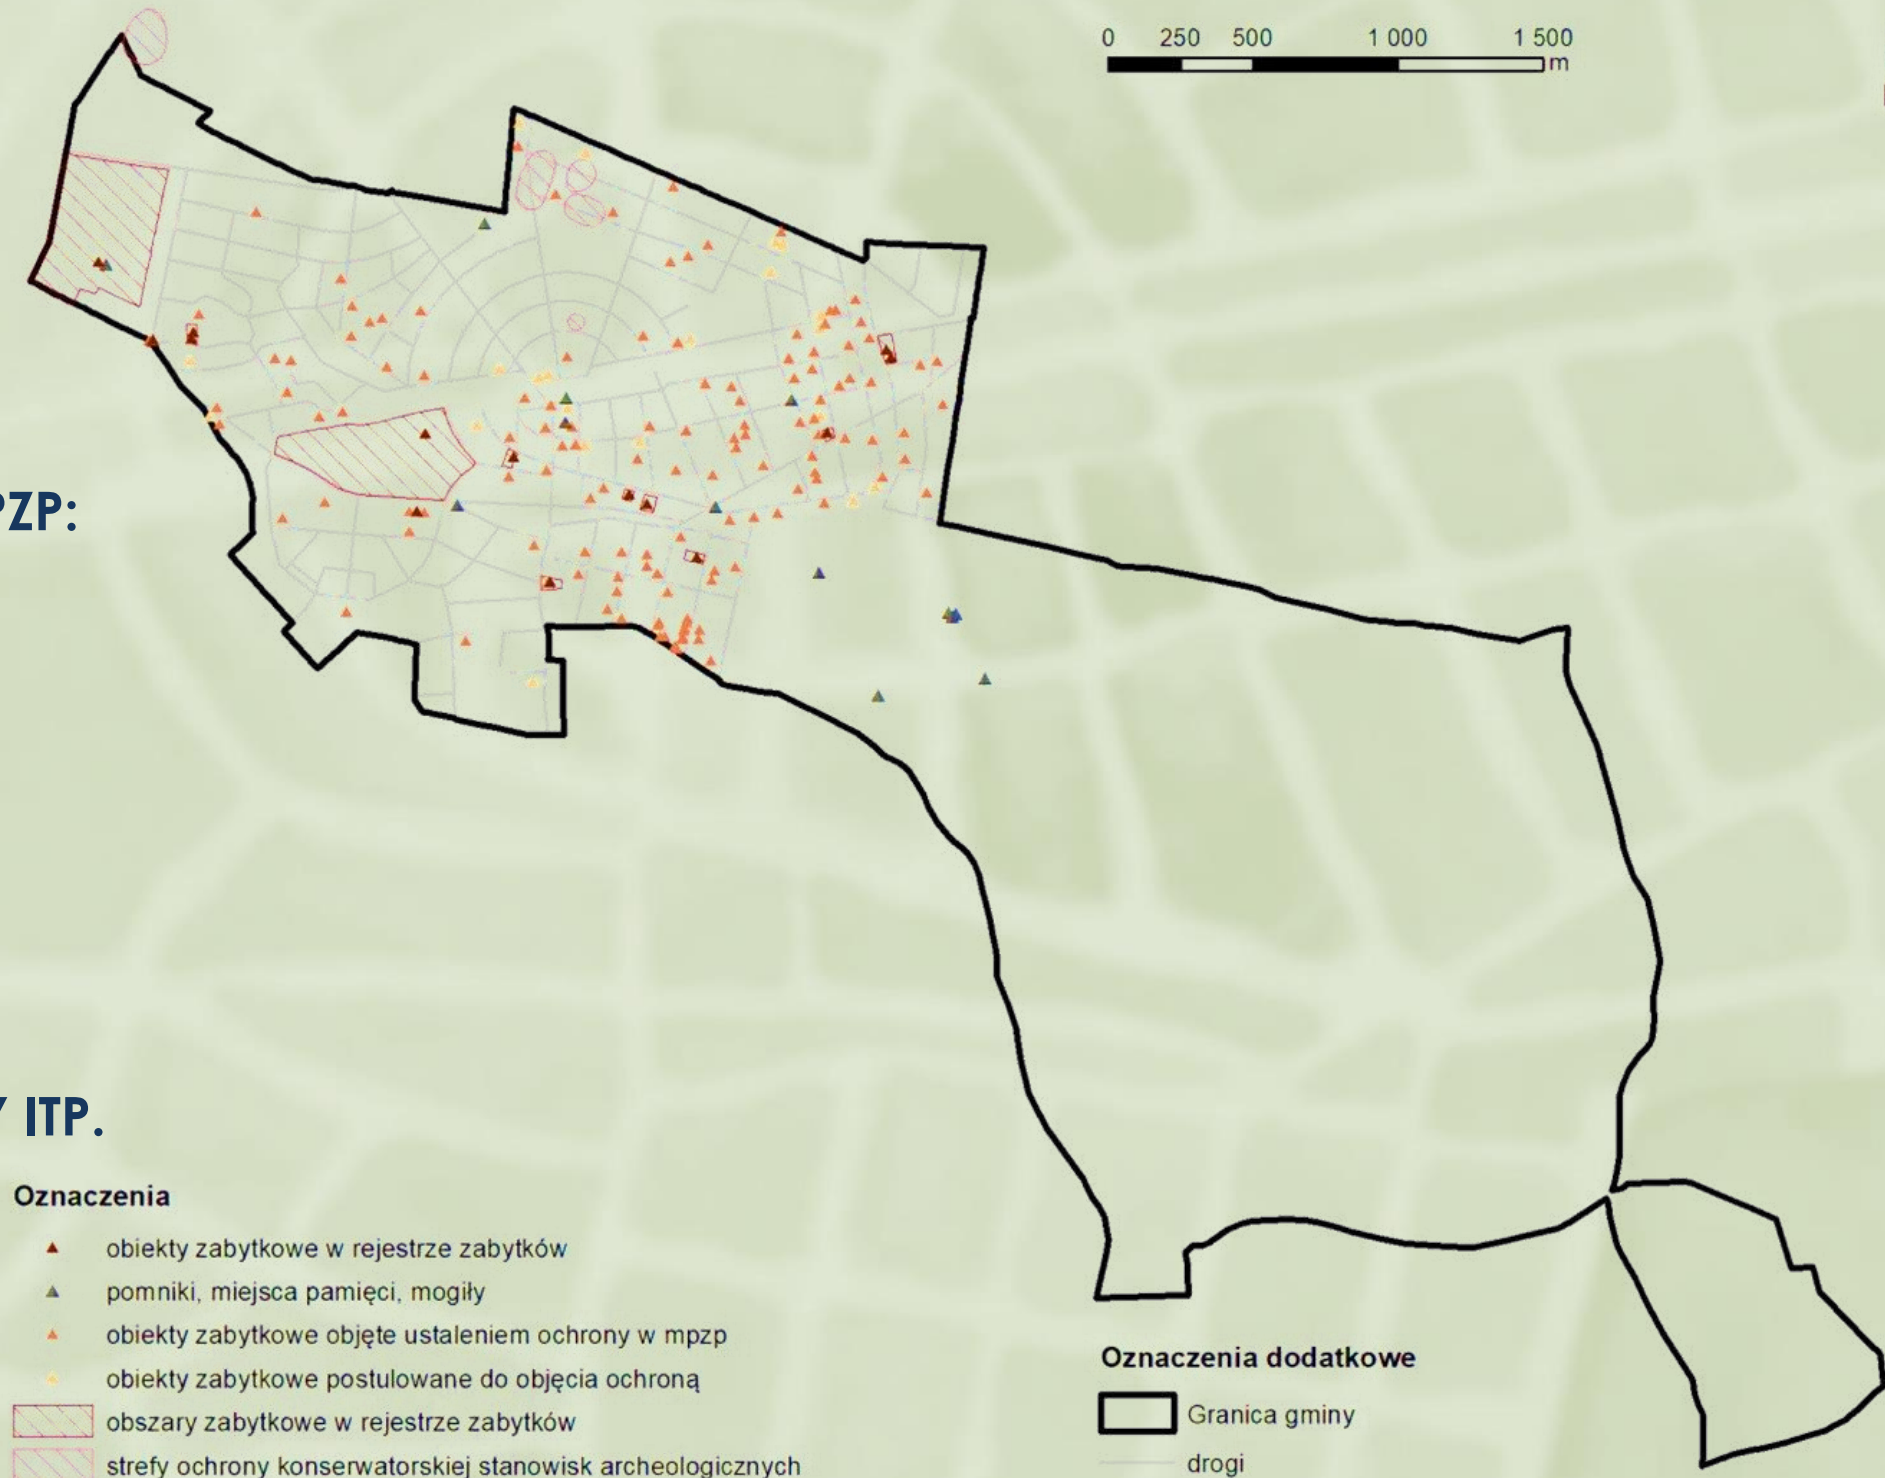 0 250 500 1 000 1 500
m
PZP:
ITP.
Oznaczenia
obiekty zabytkowe w rejestrze zabytków
pomniki, miejsca pamięci, mogiły
obiekty zabytkowe objęte ustaleniem ochrony w mpzp
obiekty zabytkowe postulowane do objęcia ochroną
obszary zabytkowe w rejestrze zabytków
strefy ochrony konserwatorskiej stanowisk archeologicznych
Oznaczenia dodatkowe
Granica gminy
drogi